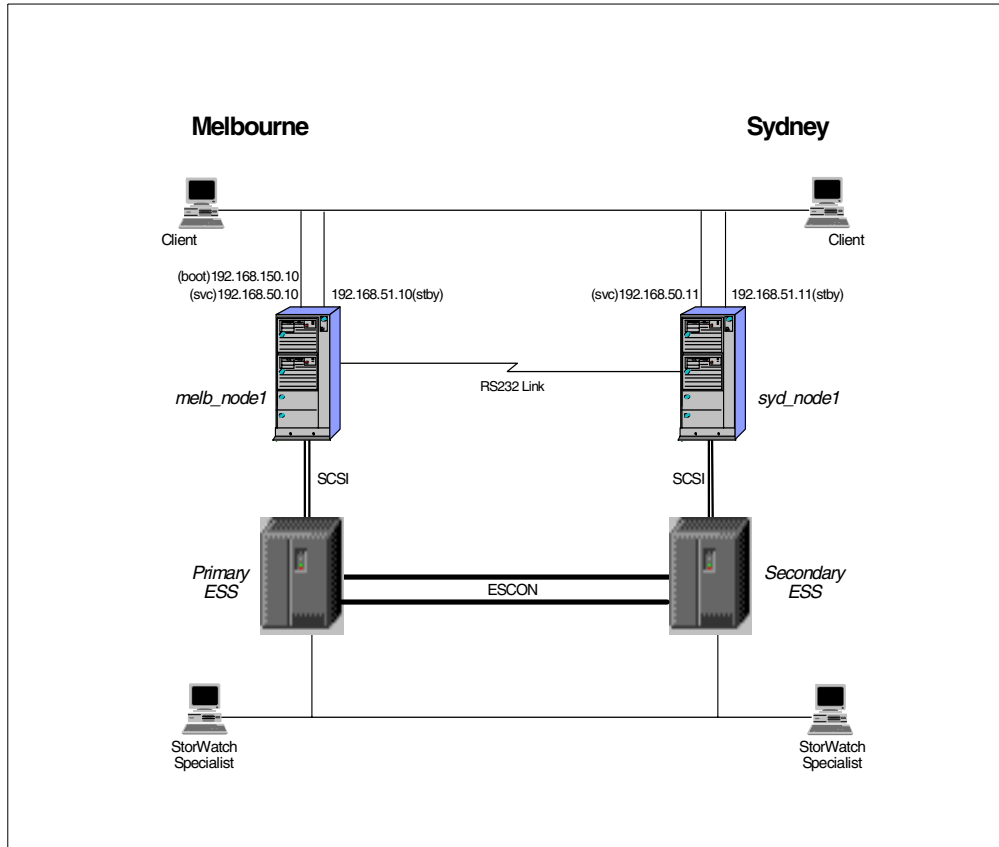 Melbourne
Sydney
Client
Client
(boot)192.168.150.10
(svc)192.168.50.10
192.168.51.10(stby)
(svc)192.168.50.11
192.168.51.11(stby)
RS232 Link
melb_node1
syd_node1
SCSI
SCSI
Primary
ESS
ESCON
Secondary
ESS
StorWatch
Specialist
StorWatch
Specialist